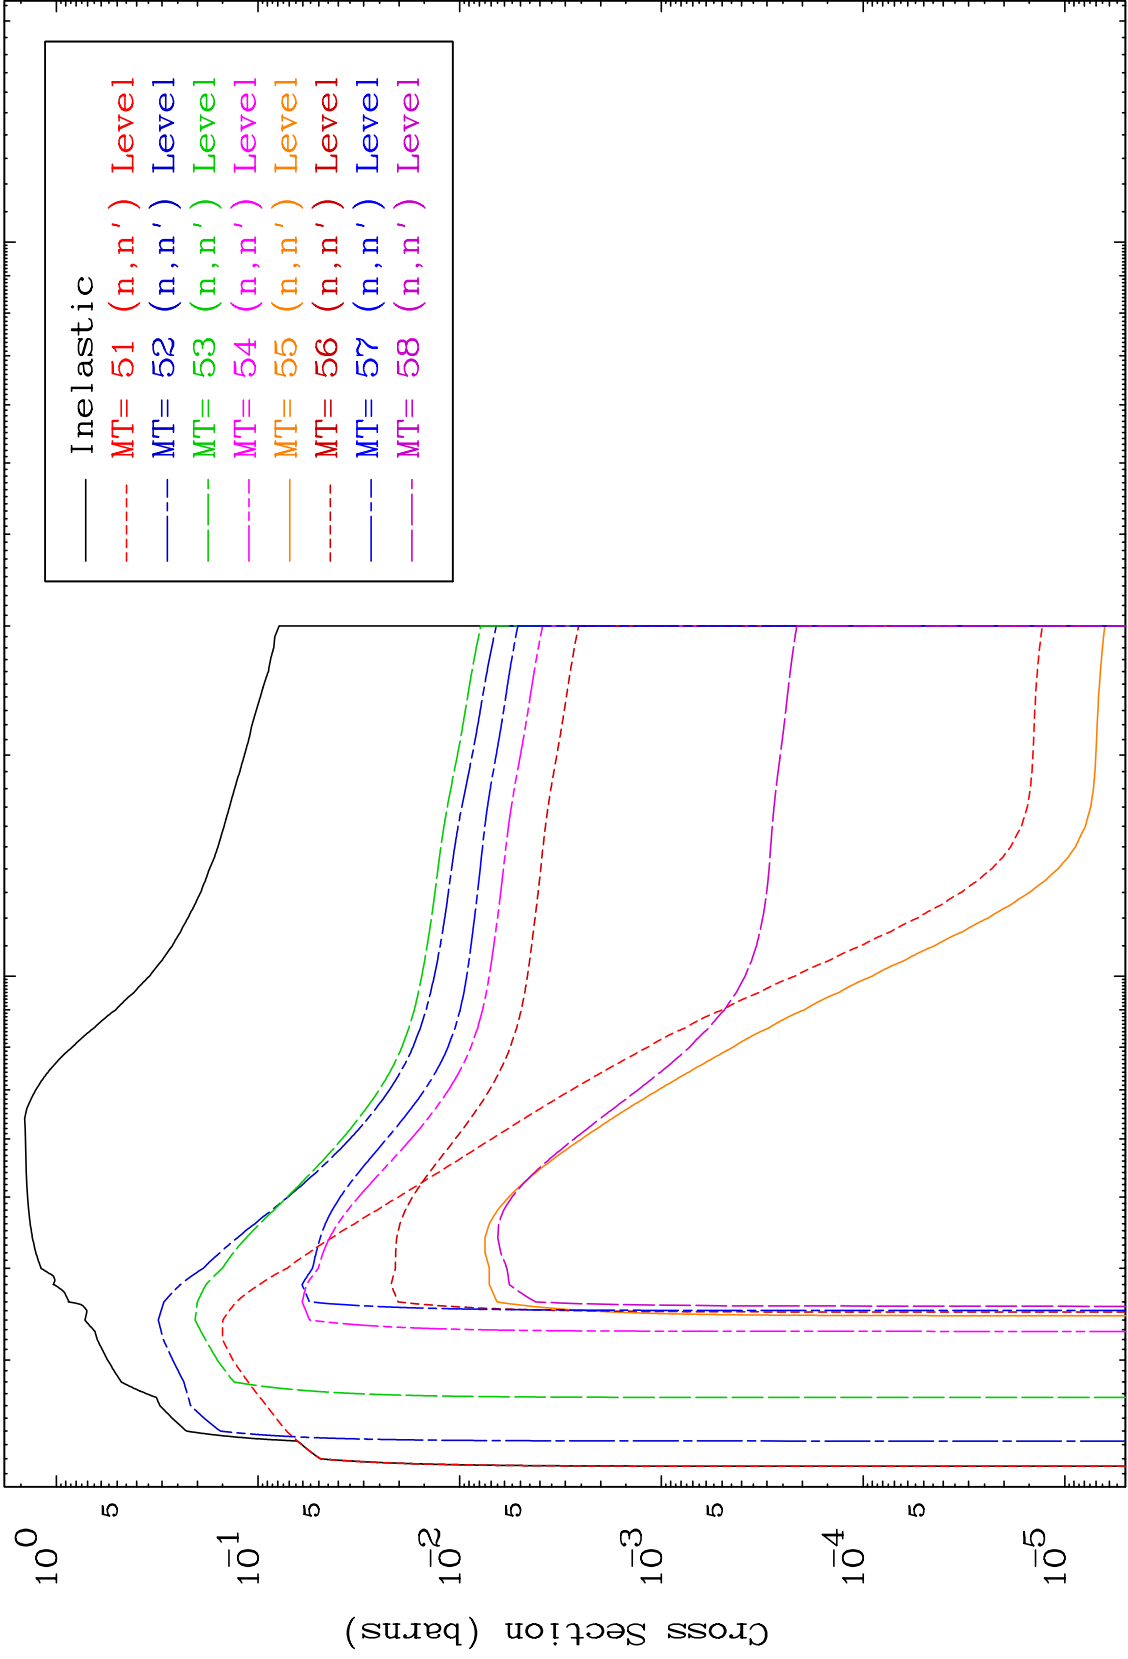 Inelastic
MT= 51 (n,n') Level
MT= 52 (n,n') Level
MT= 53 (n,n') Level
MT= 54 (n,n') Level
MT= 55 (n,n') Level
MT= 56 (n,n') Level
MT= 57 (n,n') Level
MT= 58 (n,n') Level
10^0
5
10^-1
5
10^-2
5
10^-3
5
10^-4
5
10^-5
Cross Section (barns)